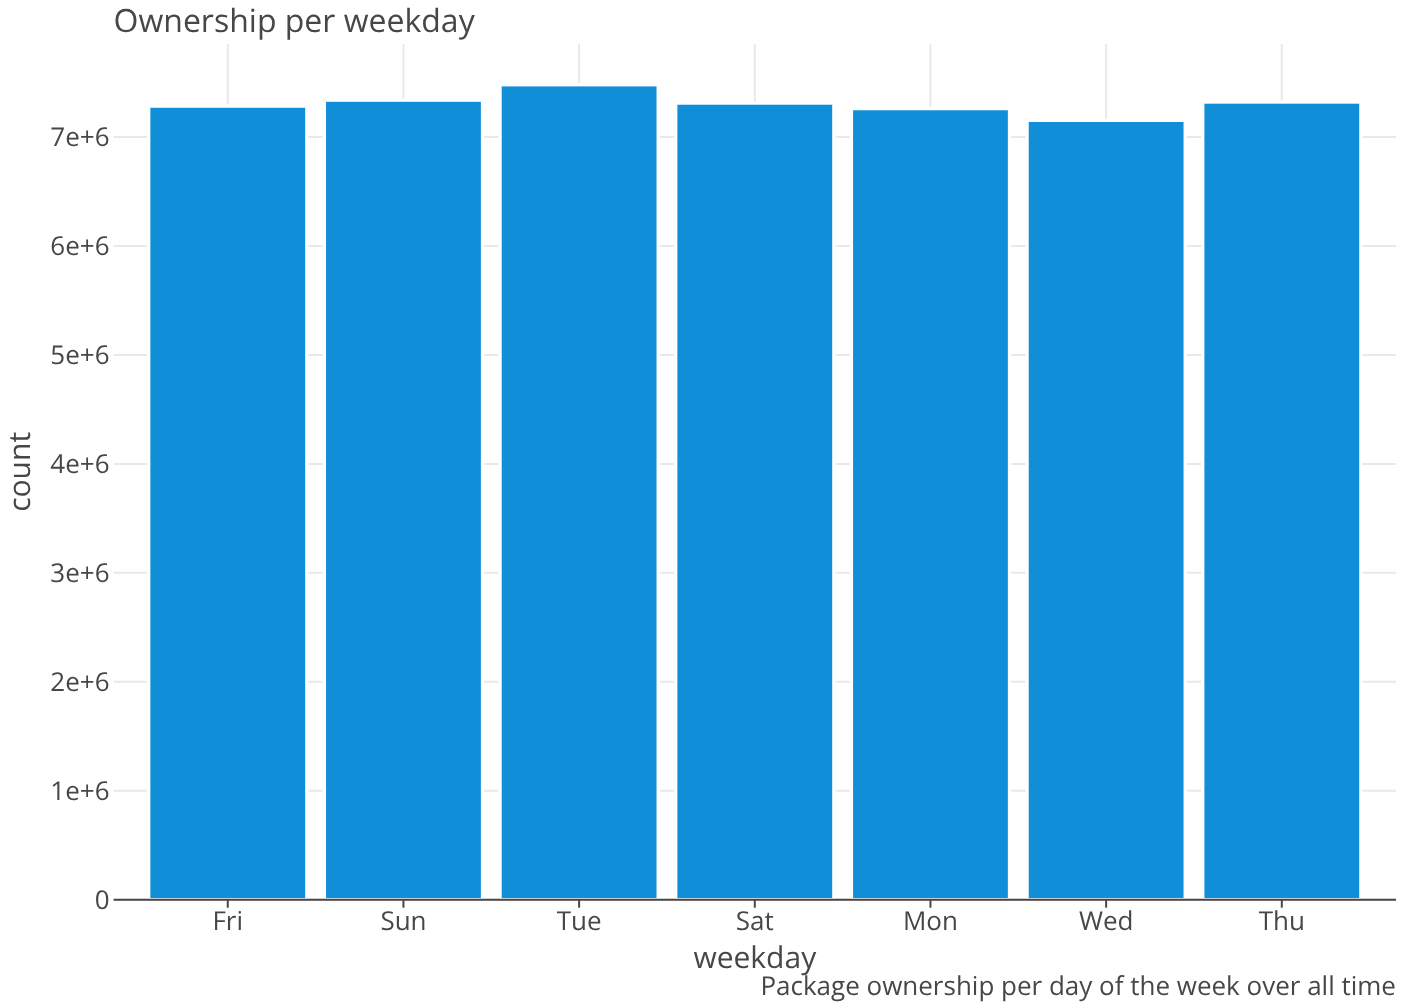 Ownership per weekday
7e+6
6e+6
5e+6
4e+6
3e+6
2e+6
1e+6
0
count
Fri Sun Tue Sat Mon Wed Thu
weekday
Package ownership per day of the week over all time